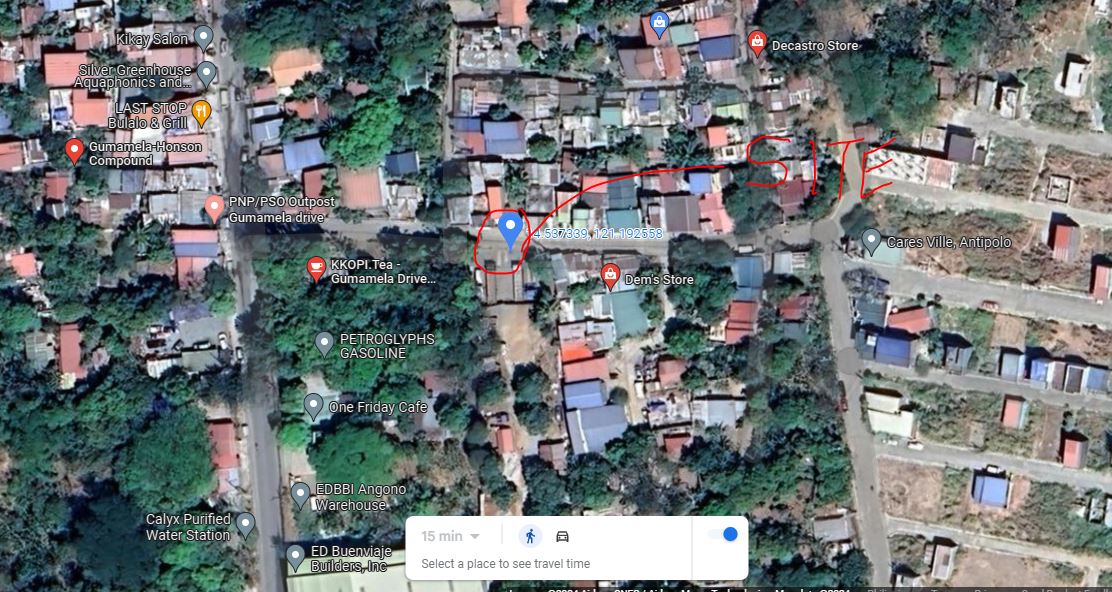 Kikay Salon
Decastro Store
Silver Greenhouse
Aquaphonics and...
LAST STOP
Bulalo & Grill
Gumamela-Honson
Compound
SITE
PNP/PSO Outpost
Gumamela drive
4.537339, 121.192558
Cares Ville, Antipolo
KKOPI.Tea -
Gumamela Drive...
Dem's Store
PETROGLYPHS
GASOLINE
One Friday Cafe
EDBBI Angono
Warehouse
Calyx Purified
Water Station
ED Buenviaje
Builders, Inc
15 min
Select a place to see travel time